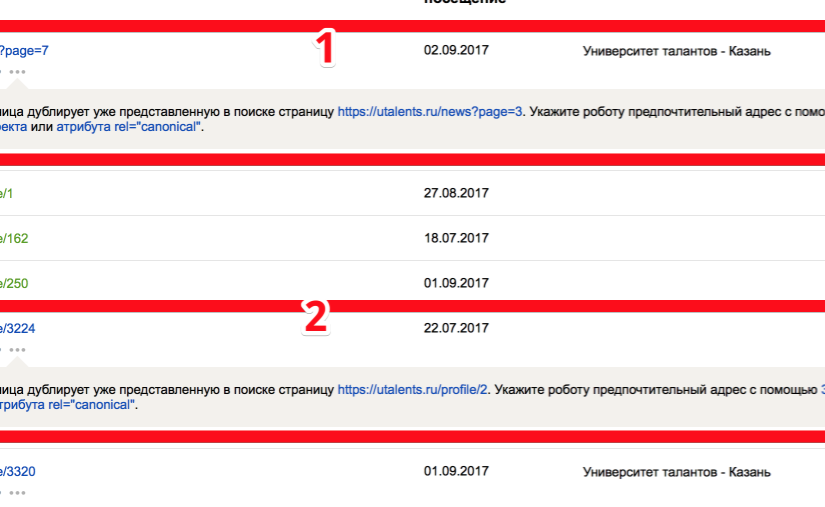 посещение
1
?page=7 02.09.2017 Университет талантов - Казань
ница дублирует уже представленную в поиске страницу https://utalents.ru/news?page=3. Укажите роботу предпочтительный адрес с помо
екта или атрибута rel="canonical".
e/1 27.08.2017
e/162 18.07.2017
e/250 01.09.2017
2
e/3224 22.07.2017
ница дублирует уже представленную в поиске страницу https://utalents.ru/profile/2. Укажите роботу предпочтительный адрес с помощью 3
трибута rel="canonical".
e/3320 01.09.2017 Университет талантов - Казань